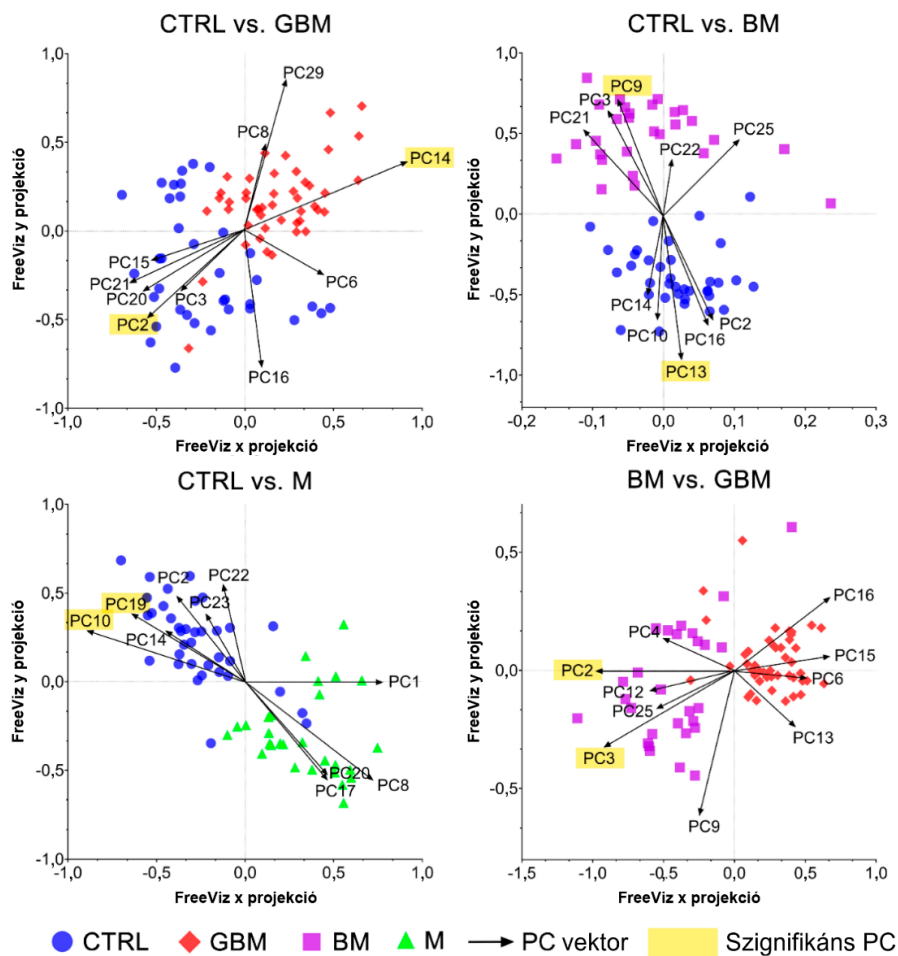 CTRL vs. GBM
1,0
0,5
0,0
-0,5
-1,0
-1,0
-0,5
0,0
0,5
1,0
FreeViz y projekció
FreeViz x projekció
PC29
PC8
PC14
PC15
PC21
PC20
PC3
PC6
PC2
PC16
CTRL vs. BM
1,0
0,5
0,0
-0,5
-1,0
-0,2
-0,1
0,0
0,1
0,2
0,3
FreeViz y projekció
FreeViz x projekció
PC9
PC3
PC21
PC25
PC22
PC14
PC2
PC10
PC16
PC13
CTRL vs. M
1,0
0,5
0,0
-0,5
-1,0
-1,0
-0,5
0,0
0,5
1,0
FreeViz y projekció
FreeViz x projekció
PC2
PC22
PC19
PC23
PC10
PC14
PC1
PC20
PC17
PC8
BM vs. GBM
0,5
0,0
-0,5
-1,5
-1,0
-0,5
0,0
0,5
1,0
FreeViz y projekció
FreeViz x projekció
PC16
PC4
PC15
PC2
PC6
PC12
PC25
PC13
PC3
PC9
CTRL GBM BM M PC vektor Szignifikáns PC